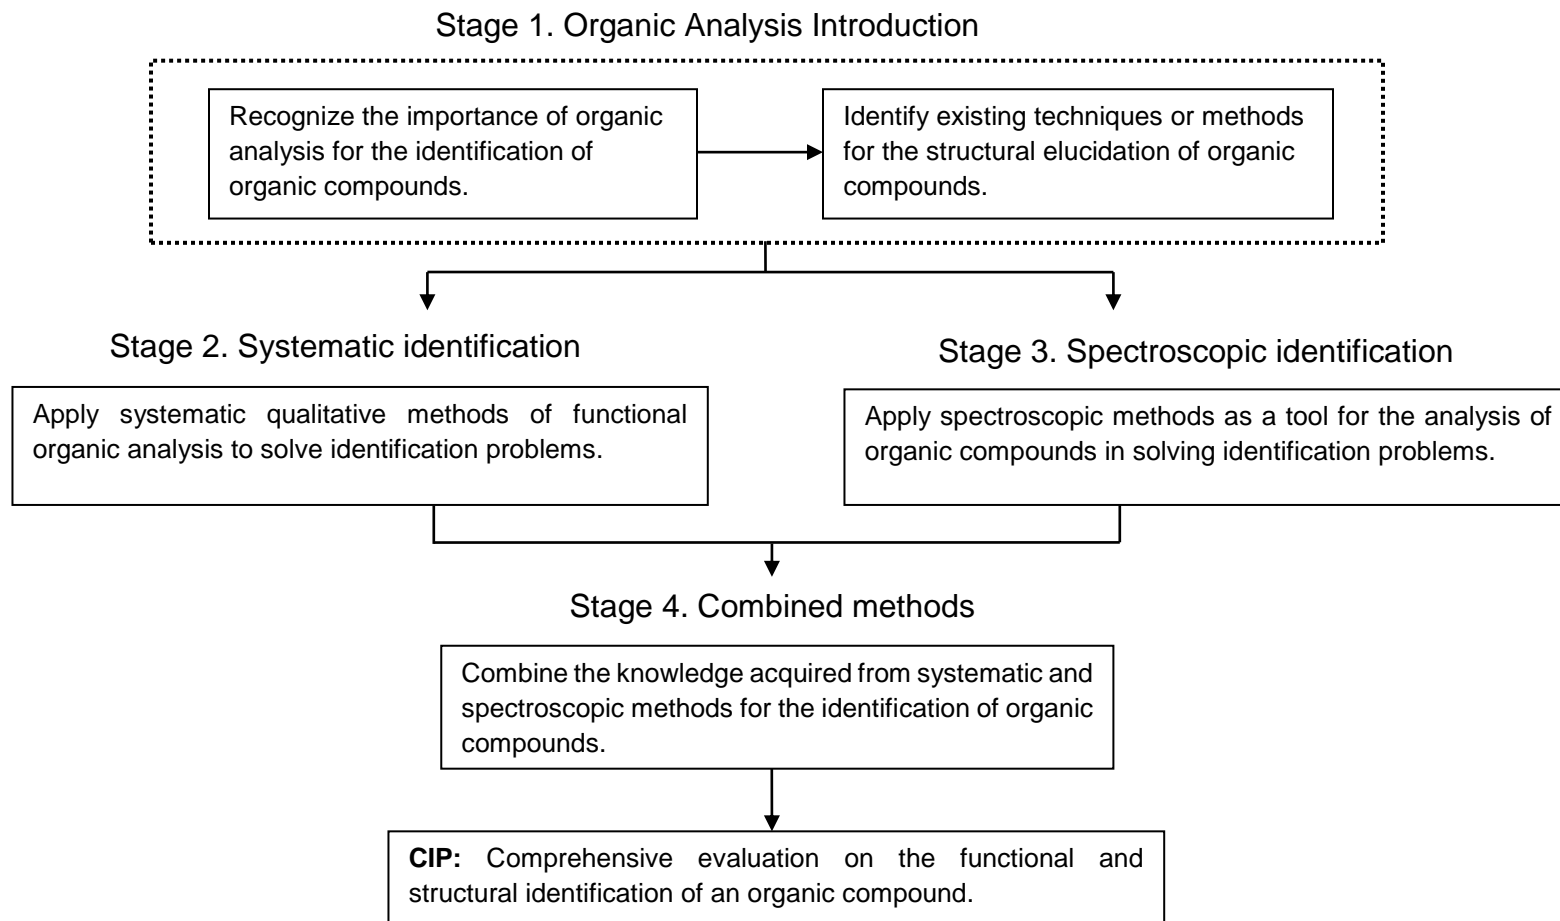 Stage 1. Organic Analysis Introduction
Recognize the importance of organic
analysis for the identification of
organic compounds.
Identify existing techniques or methods
for the structural elucidation of organic
compounds.
Stage 2. Systematic identification
Apply systematic qualitative methods of functional
organic analysis to solve identification problems.
Stage 3. Spectroscopic identification
Apply spectroscopic methods as a tool for the analysis of
organic compounds in solving identification problems.
Stage 4. Combined methods
Combine the knowledge acquired from systematic and
spectroscopic methods for the identification of organic
compounds.
CIP: Comprehensive evaluation on the functional and
structural identification of an organic compound.